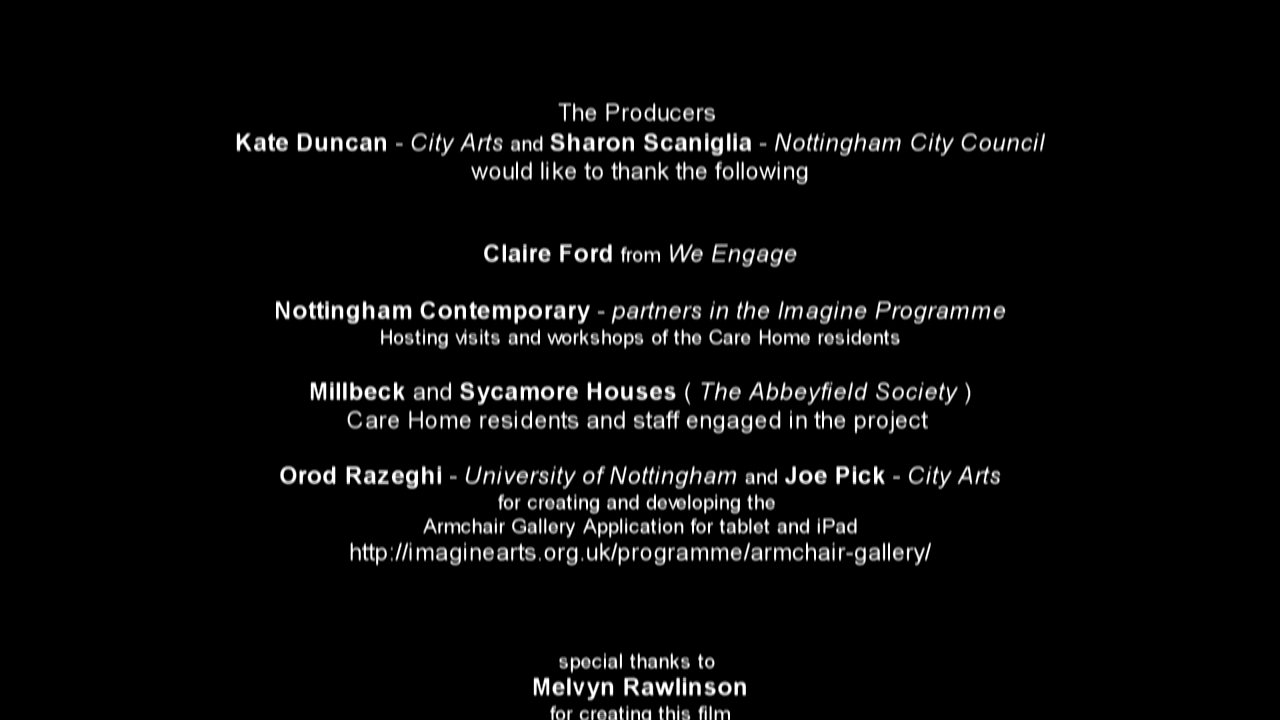 The Producers
Kate Duncan - City Arts and Sharon Scaniglia - Nottingham City Council
would like to thank the following
Claire Ford from We Engage
Nottingham Contemporary - partners in the Imagine Programme
Hosting visits and workshops of the Care Home residents
Millbeck and Sycamore Houses ( The Abbeyfield Society )
Care Home residents and staff engaged in the project
Orod Razeghi - University of Nottingham and Joe Pick - City Arts
for creating and developing the
Armchair Gallery Application for tablet and iPad
http://imaginearts.org.uk/programme/armchair-gallery/
special thanks to
Melvyn Rawlinson
for creating this film